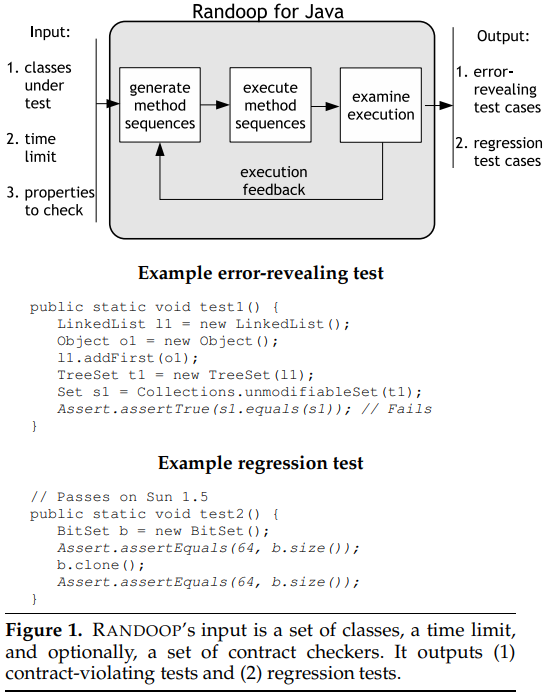 Randoop for Java
Input:
1. classes
under
test
2. time
limit
3. properties
to check
generate
method
sequences
execute
method
sequences
examine
execution
execution
feedback
Output:
1. error-
revealing
test cases
2. regression
test cases
Example error-revealing test
public static void test1() {
LinkedList l1 = new LinkedList();
Object o1 = new Object();
l1.addFirst(o1);
TreeSet t1 = new TreeSet(l1);
Set s1 = Collections.unmodifiableSet(t1);
Assert.assertTrue(s1.equals(s1)); // Fails
}
Example regression test
// Passes on Sun 1.5
public static void test2() {
BitSet b = new BitSet();
Assert.assertEquals(64, b.size());
b.clone();
Assert.assertEquals(64, b.size());
}
Figure 1. RANDOOP's input is a set of classes, a time limit,
and optionally, a set of contract checkers. It outputs (1)
contract-violating tests and (2) regression tests.